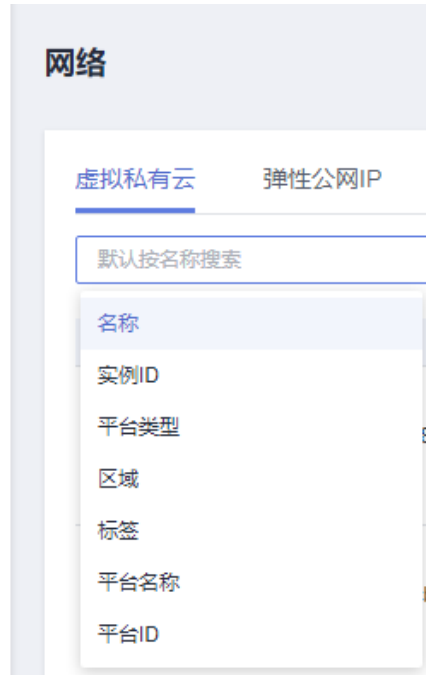 网络
虚拟私有云 弹性公网IP
默认按名称搜索
名称
实例ID
平台类型
区域
标签
平台名称
平台ID